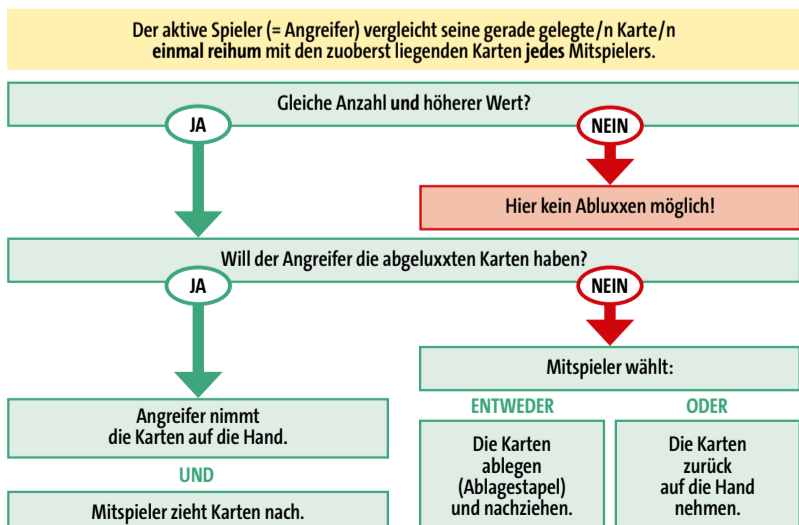 Der aktive Spieler (= Angreifer) vergleicht seine gerade gelegte/n Karte/n
einmal reihum mit den zuoberst liegenden Karten jedes Mitspielers.
Gleiche Anzahl und höherer Wert?
JA
NEIN
Hier kein Abluxxen möglich!
Will der Angreifer die abgeluxxten Karten haben?
JA
NEIN
Mitspieler wählt:
Angreifer nimmt
die Karten auf die Hand.
UND
Mitspieler zieht Karten nach.
ENTWEDER
Die Karten
ablegen
(Ablagestapel)
und nachziehen.
ODER
Die Karten
zurück
auf die Hand
nehmen.